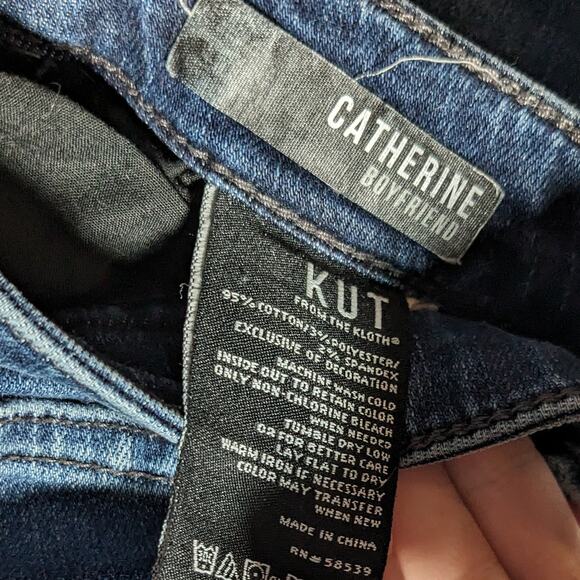 CATHERINE
BOYFRIEND
KUT
FROM THE KLOTH®
95% COTTON/3% POLYESTER/
2% SPANDEX
EXCLUSIVE OF DECORATION
MACHINE WASH COLD
INSIDE OUT TO RETAIN COLOR
ONLY NON-CHLORINE BLEACH
WHEN NEEDED
TUMBLE DRY LOW
OR FOR BETTER CARE
LAY FLAT TO DRY
WARM IRON IF NECESSARY
COLOR MAY TRANSFER
WHEN NEW
MADE IN CHINA
RN# 58539